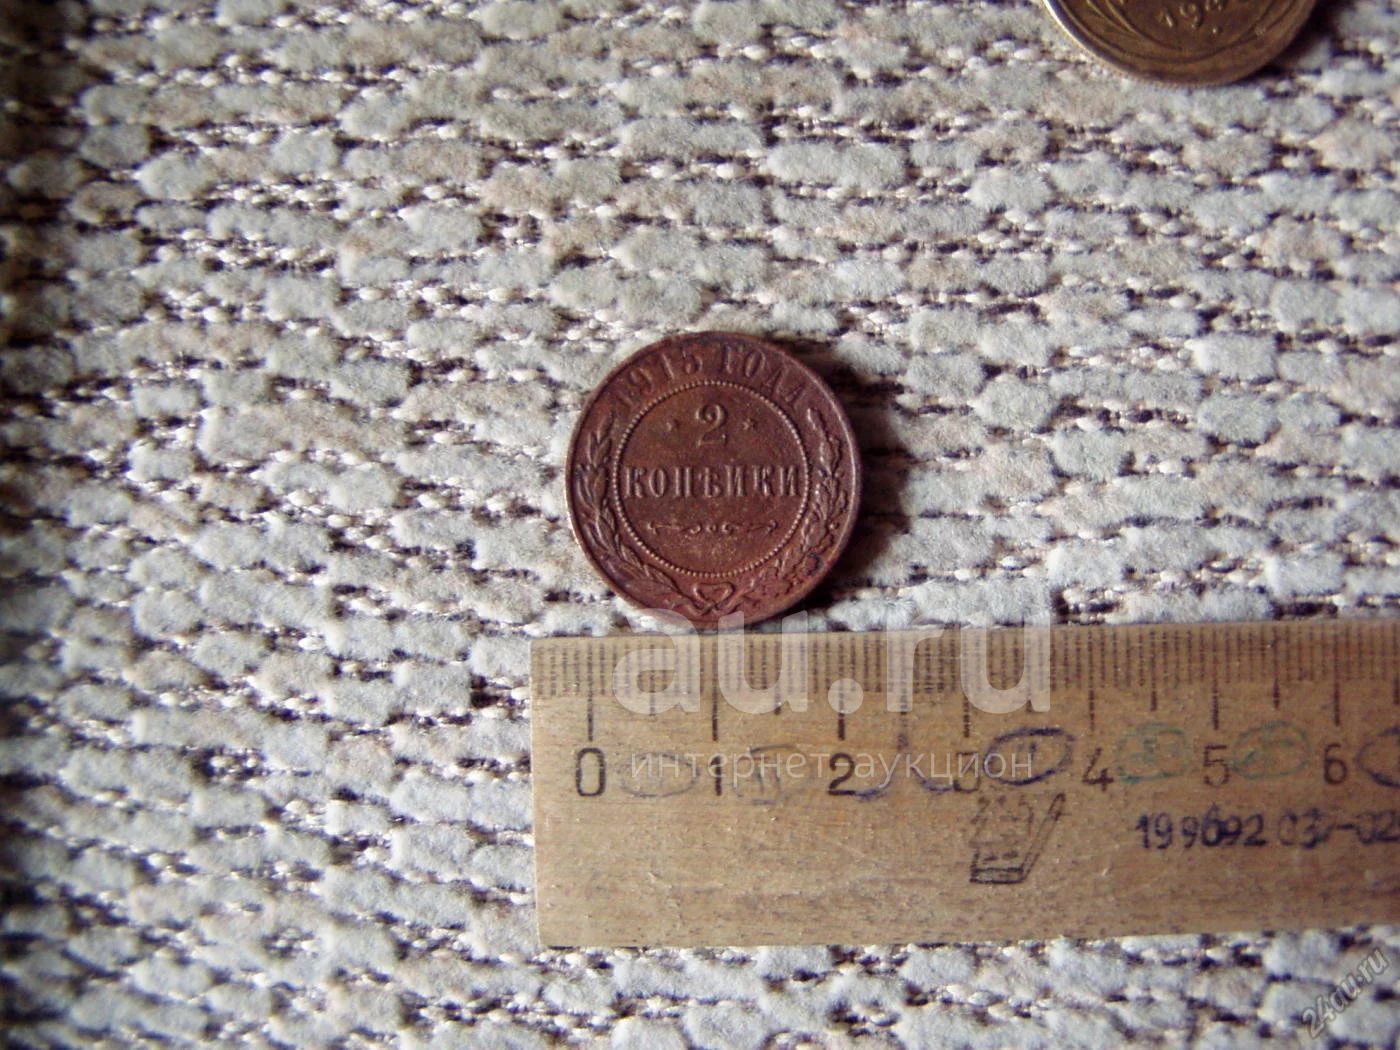 1915 ГОДА
2
КОПѢЙКИ
au.ru
интернет-аукцион
0 1 2 3 4 5 6
24au.ru